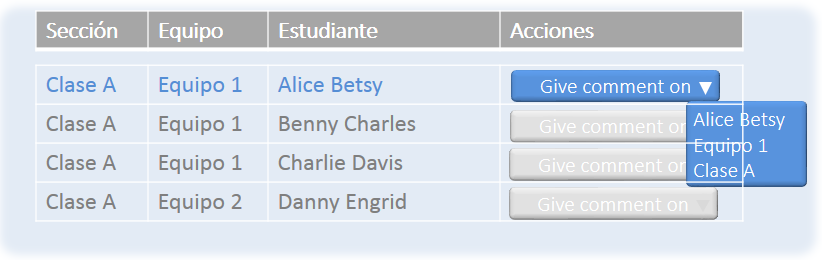 Sección Equipo Estudiante Acciones
Clase A Equipo 1 Alice Betsy Give comment on ▼
Clase A Equipo 1 Benny Charles Give comment on
Clase A Equipo 1 Charlie Davis Give comment on
Clase A Equipo 2 Danny Engrid Give comment on ▼
Alice Betsy
Equipo 1
Clase A